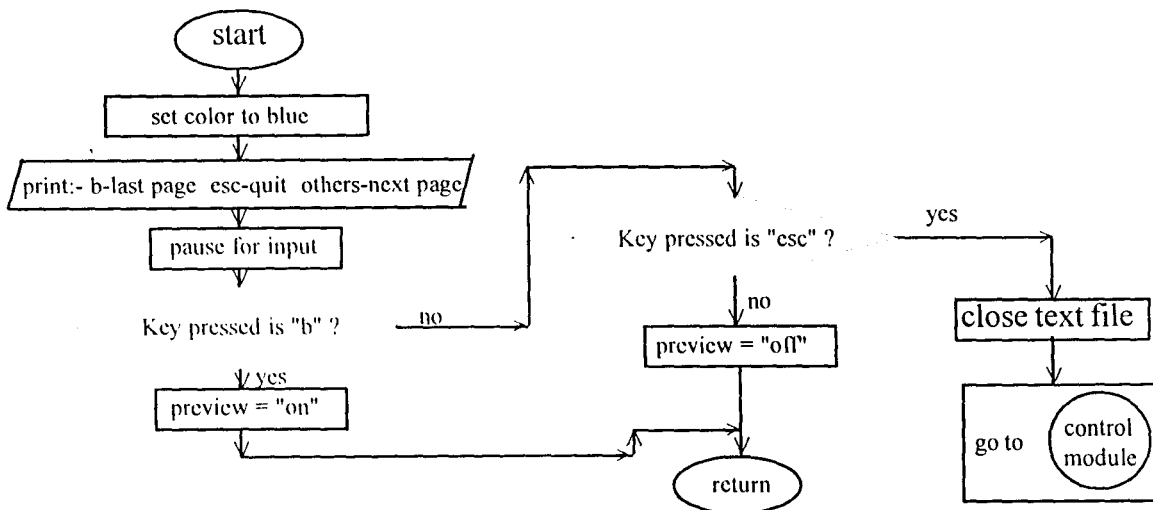 start
set color to blue
print:- b-last page esc-quit others-next page
pause for input
Key pressed is "b" ?
no
yes
preview = "on"
Key pressed is "esc" ?
yes
no
preview = "off"
return
close text file
go to
control
module